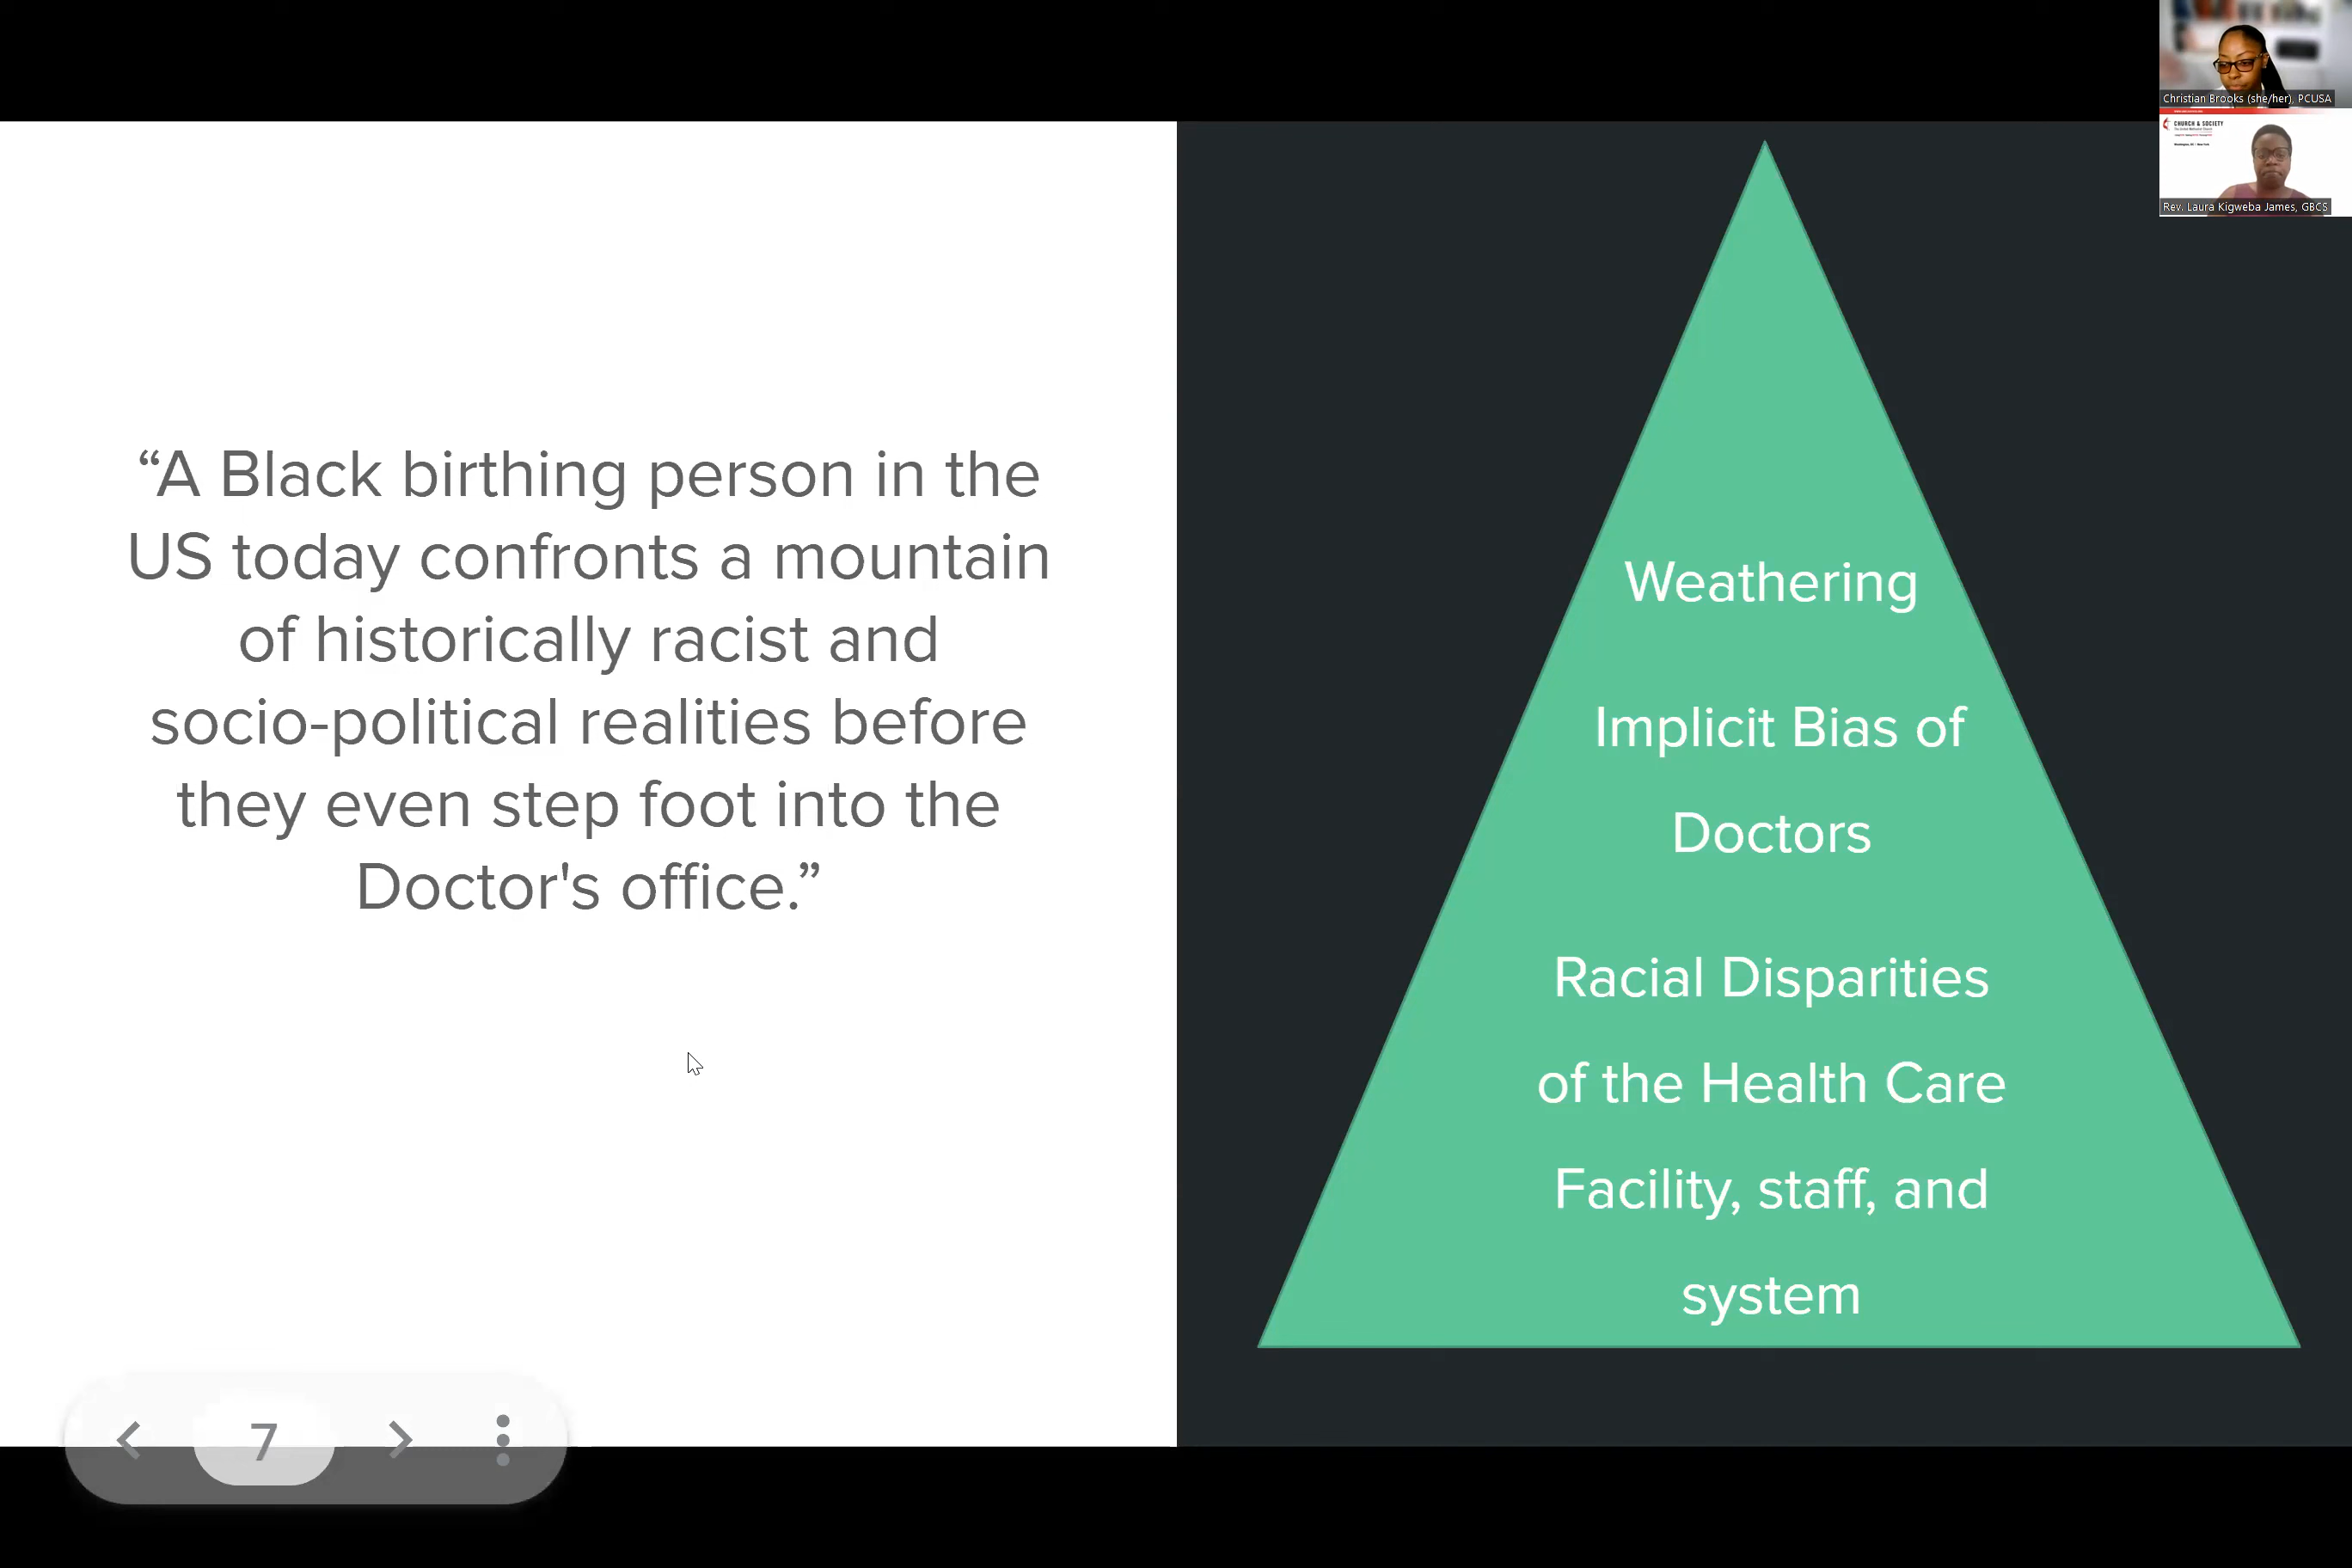 “A Black birthing person in the
US today confronts a mountain
of historically racist and
socio-political realities before
they even step foot into the
Doctor's office.”
Weathering
Implicit Bias of
Doctors
Racial Disparities
of the Health Care
Facility, staff, and
system
Christian Brooks (she/her), PCUSA
CHURCH & SOCIETY
Rev. Laura Kigweba James, GBCS
7